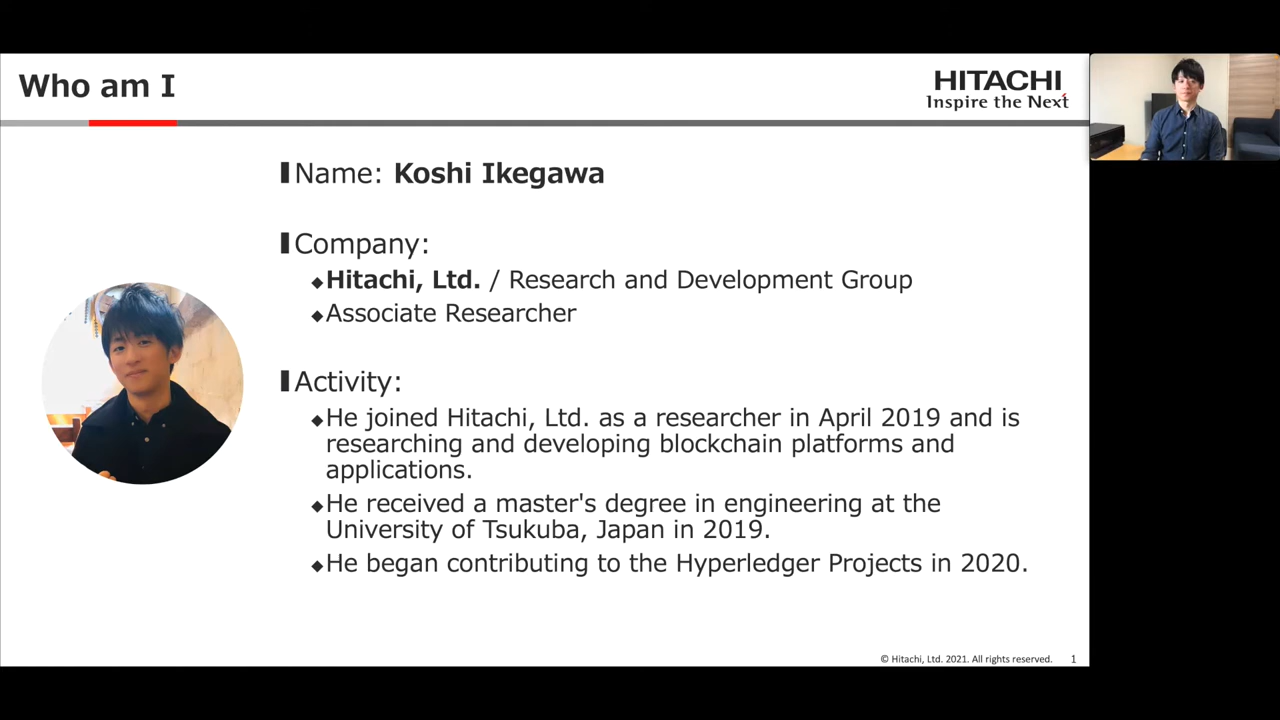 Who am I
HITACHI
Inspire the Next
Name: Koshi Ikegawa
Company:
◆Hitachi, Ltd. / Research and Development Group
◆Associate Researcher
Activity:
◆He joined Hitachi, Ltd. as a researcher in April 2019 and is
researching and developing blockchain platforms and
applications.
◆He received a master's degree in engineering at the
University of Tsukuba, Japan in 2019.
◆He began contributing to the Hyperledger Projects in 2020.
© Hitachi, Ltd. 2021. All rights reserved. 1